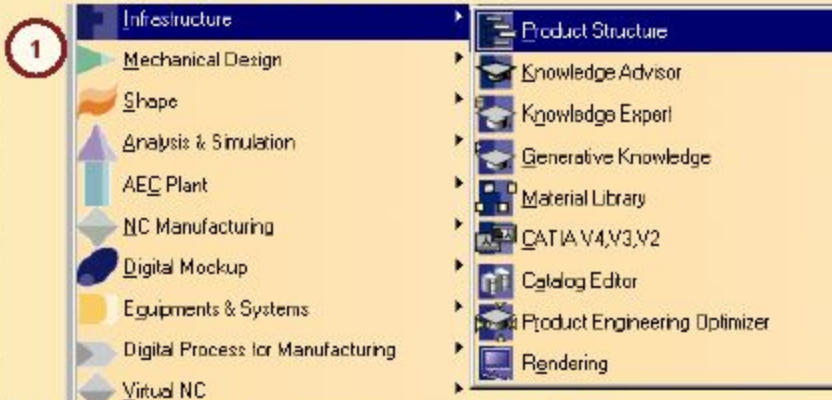 1
Infrastructure
Mechanical Design
Shape
Analysis & Simulation
AEC Plant
NC Manufacturing
Digital Mockup
Equipments & Systems
Digital Process for Manufacturing
Virtual NC
Product Structure
Knowledge Advisor
Knowledge Expert
Generative Knowledge
Material Library
CATIA V4,V3,V2
Catalog Editor
Product Engineering Optimizer
Rendering